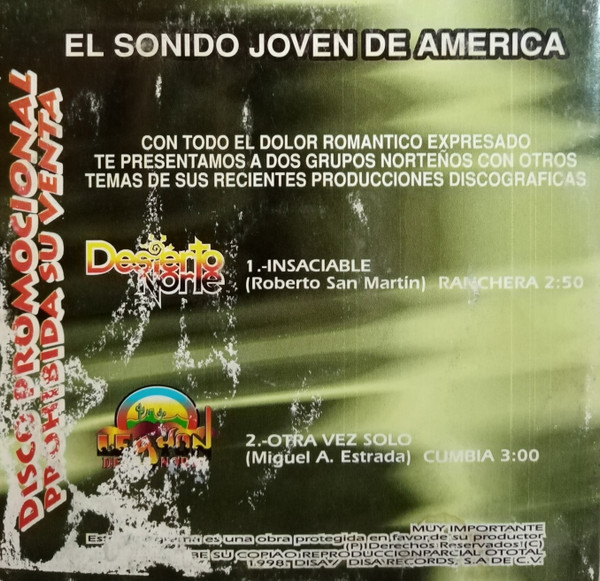 EL SONIDO JOVEN DE AMERICA
DISCO PROMOCIONAL
PROHIBIDA SU VENTA
CON TODO EL DOLOR ROMANTICO EXPRESADO
TE PRESENTAMOS A DOS GRUPOS NORTEÑOS CON OTROS
TEMAS DE SUS RECIENTES PRODUCCIONES DISCOGRAFICAS
Desierto
Norte
1.-INSACIABLE
(Roberto San Martín) RANCHERA 2:50
2.-OTRA VEZ SOLO
(Miguel A. Estrada) CUMBIA 3:00
MUY IMPORTANTE
es una obra protegida en favor de su productor
(P) Derechos Reservados (C)
SU COPIA O REPRODUCCION PARCIAL O TOTAL
1998 DISA / DISA RECORDS, S.A. DE C.V.